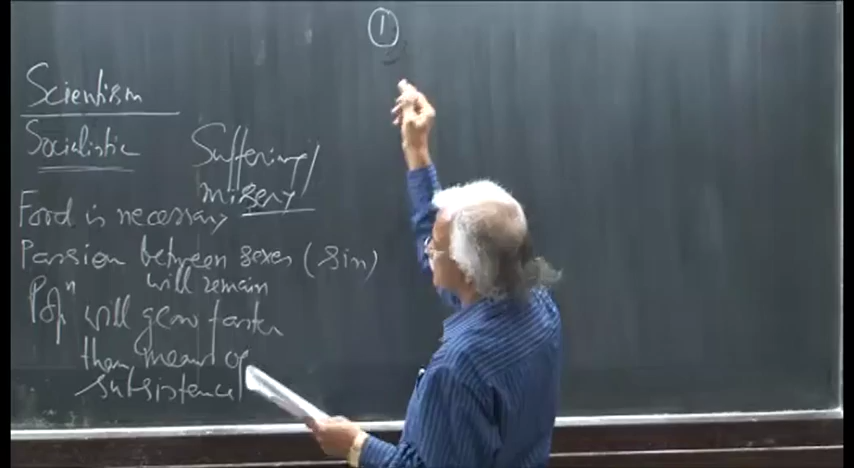 ①
Scientism
Socialistic
Suffering/
misery
Food is necessary
Passion between sexes (sin)
will remain
Popⁿ will grow faster
than means of
subsistence